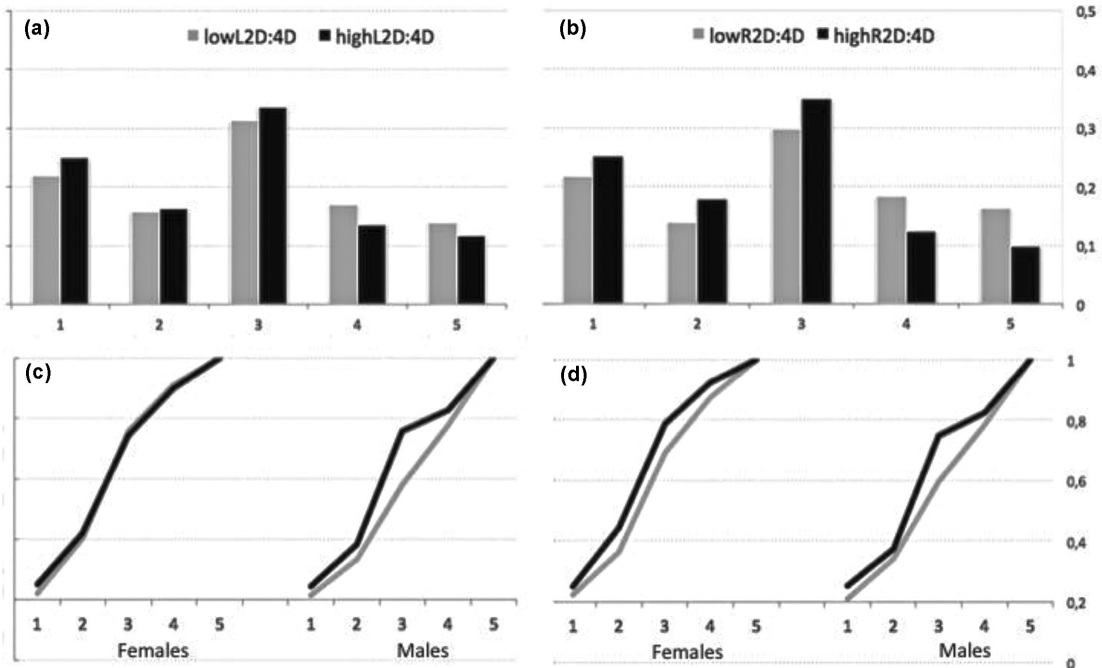 (a) lowL2D:4D highL2D:4D
(b) lowR2D:4D highR2D:4D
0,5
0,4
0,3
0,2
0,1
0
1 2 3 4 5
1 2 3 4 5
(c)
(d)
1
0,8
0,6
0,4
0,2
0
1 2 3 4 5 1 2 3 4 5
Females Males
1 2 3 4 5 1 2 3 4 5
Females Males